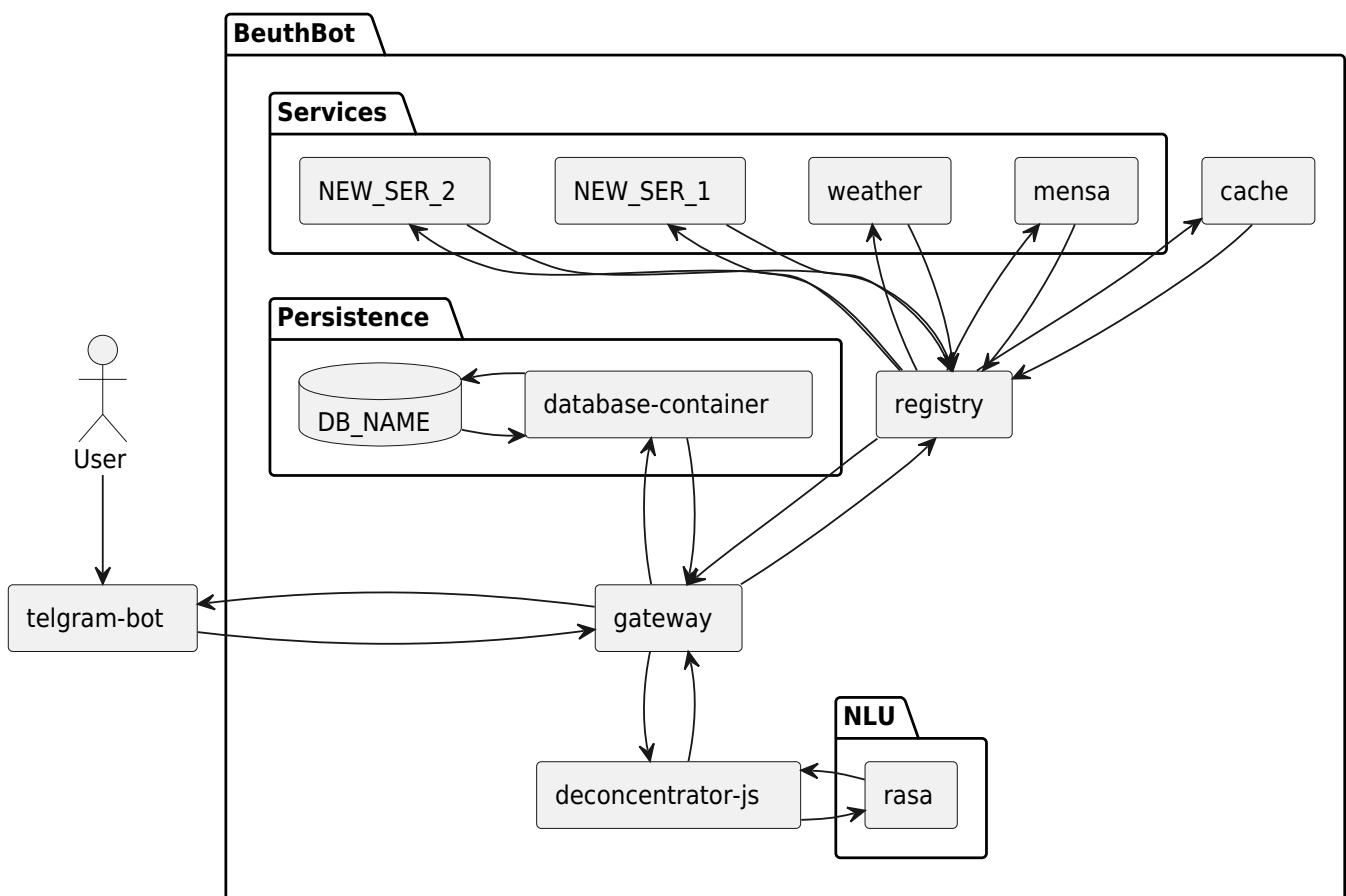 BeuthBot
Services
NEW_SER_2
NEW_SER_1
weather
mensa
cache
Persistence
DB_NAME
database-container
registry
User
telgram-bot
gateway
NLU
deconcentrator-js
rasa